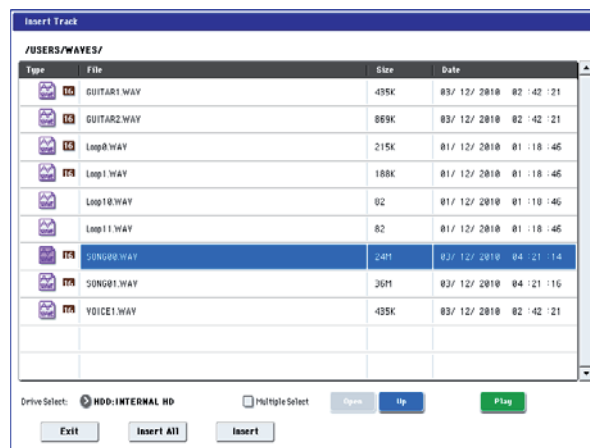 Insert Track
/USERS/WAVES/
Type File Size Date
16 GUITAR1.WAV 435K 03/ 12/ 2010 02 :42 :21
16 GUITAR2.WAV 869K 03/ 12/ 2010 02 :42 :21
16 Loop0.WAV 215K 01/ 12/ 2010 01 :18 :46
16 Loop1.WAV 188K 01/ 12/ 2010 01 :18 :46
Loop10.WAV 82 01/ 12/ 2010 01 :18 :46
Loop11.WAV 82 01/ 12/ 2010 01 :18 :46
16 SONG00.WAV 24M 03/ 12/ 2010 04 :21 :14
16 SONG01.WAV 36M 03/ 12/ 2010 04 :21 :16
16 VOICE1.WAV 435K 03/ 12/ 2010 02 :42 :21
Drive Select: HDD:INTERNAL HD Multiple Select Open Up Play
Exit Insert All Insert